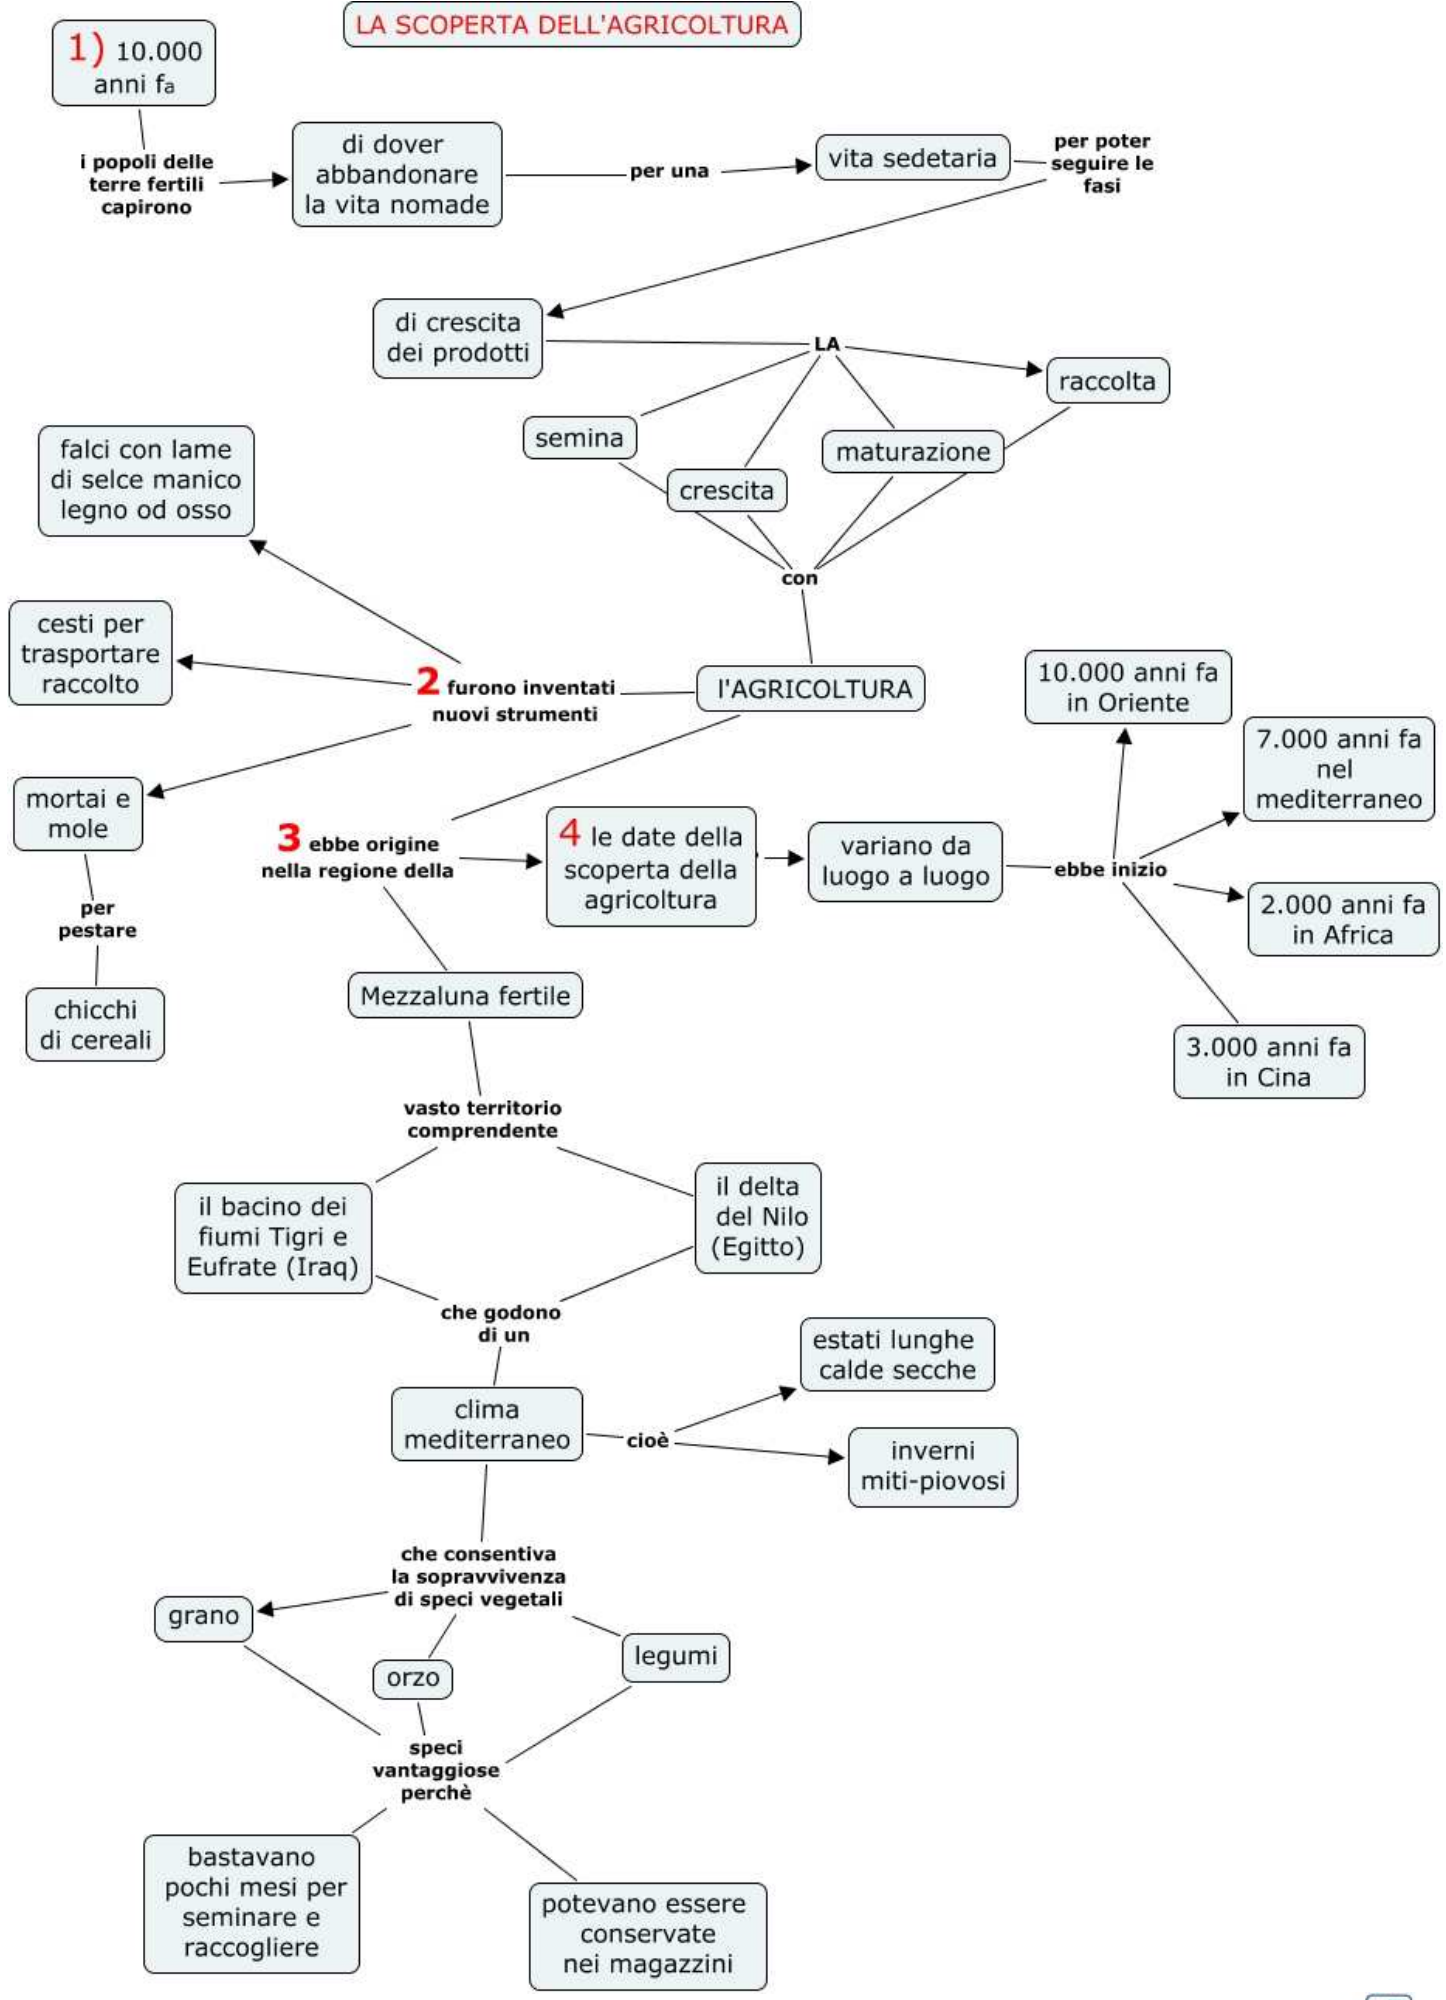 LA SCOPERTA DELL'AGRICOLTURA
1) 10.000
anni fa
i popoli delle
terre fertili
capirono
di dover
abbandonare
la vita nomade
per una
vita sedetaria
per poter
seguire le
fasi
di crescita
dei prodotti
LA
semina
crescita
maturazione
raccolta
con
l'AGRICOLTURA
2 furono inventati
nuovi strumenti
falci con lame
di selce manico
legno od osso
cesti per
trasportare
raccolto
mortai e
mole
per
pestare
chicchi
di cereali
3 ebbe origine
nella regione della
4 le date della
scoperta della
agricoltura
variano da
luogo a luogo
ebbe inizio
10.000 anni fa
in Oriente
7.000 anni fa
nel
mediterraneo
2.000 anni fa
in Africa
3.000 anni fa
in Cina
Mezzaluna fertile
vasto territorio
comprendente
il bacino dei
fiumi Tigri e
Eufrate (Iraq)
il delta
del Nilo
(Egitto)
che godono
di un
clima
mediterraneo
cioè
estati lunghe
calde secche
inverni
miti-piovosi
che consentiva
la sopravvivenza
di speci vegetali
grano
orzo
legumi
speci
vantaggiose
perchè
bastavano
pochi mesi per
seminare e
raccogliere
potevano essere
conservate
nei magazzini